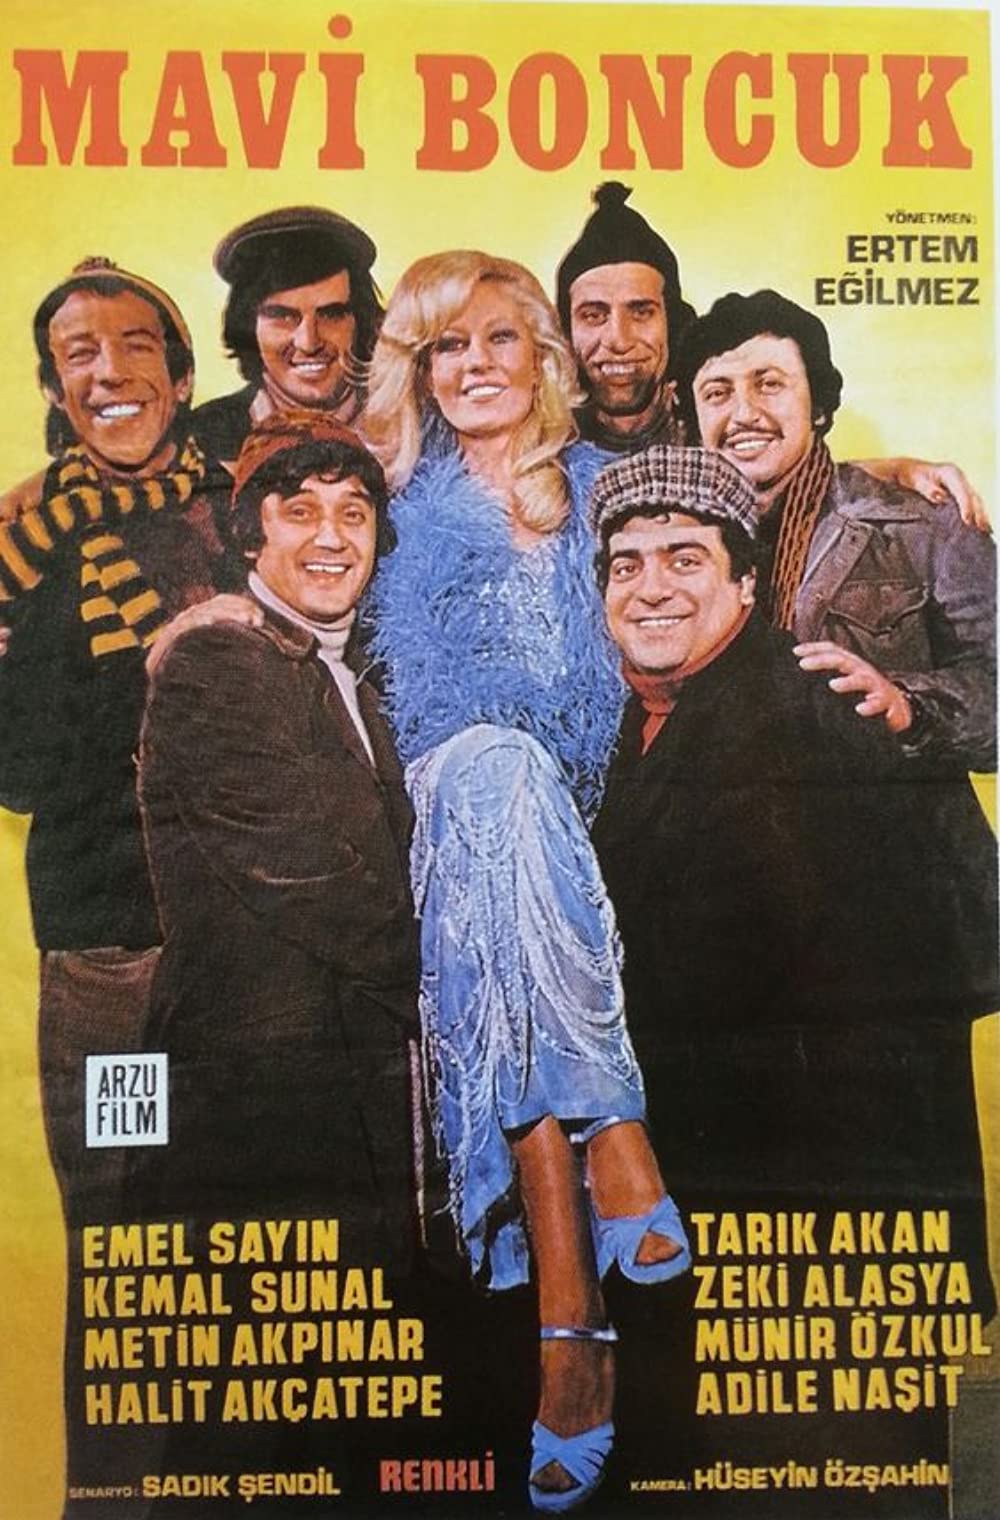 MAVİ BONCUK
YÖNETMEN:
ERTEM
EĞİLMEZ
ARZU
FİLM
EMEL SAYIN
KEMAL SUNAL
METİN AKPINAR
HALİT AKÇATEPE
TARIK AKAN
ZEKİ ALASYA
MÜNİR ÖZKUL
ADİLE NAŞİT
SENARYO: SADIK ŞENDİL
RENKLİ
KAMERA: HÜSEYİN ÖZŞAHİN